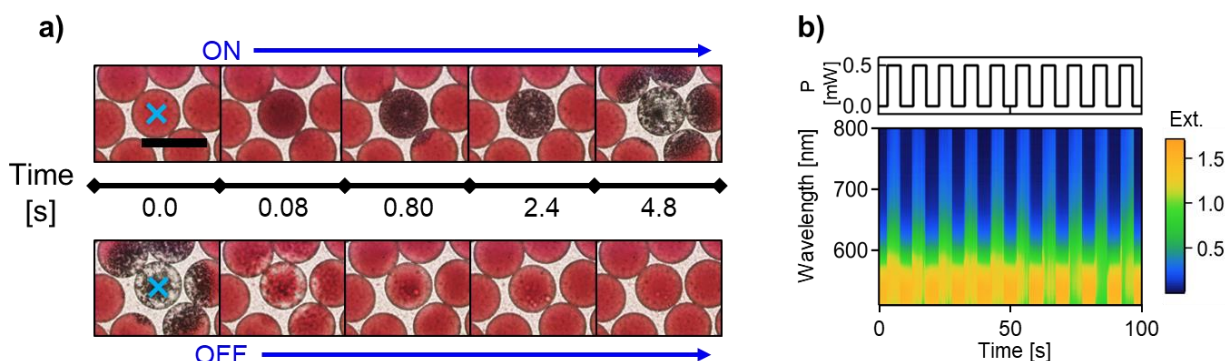 a)
ON
Time
[s]
0.0 0.08 0.80 2.4 4.8
OFF
b)
P
[mW]
0.5
0.0
Wavelength [nm]
800
700
600
0 50 100
Time [s]
Ext.
1.5
1.0
0.5